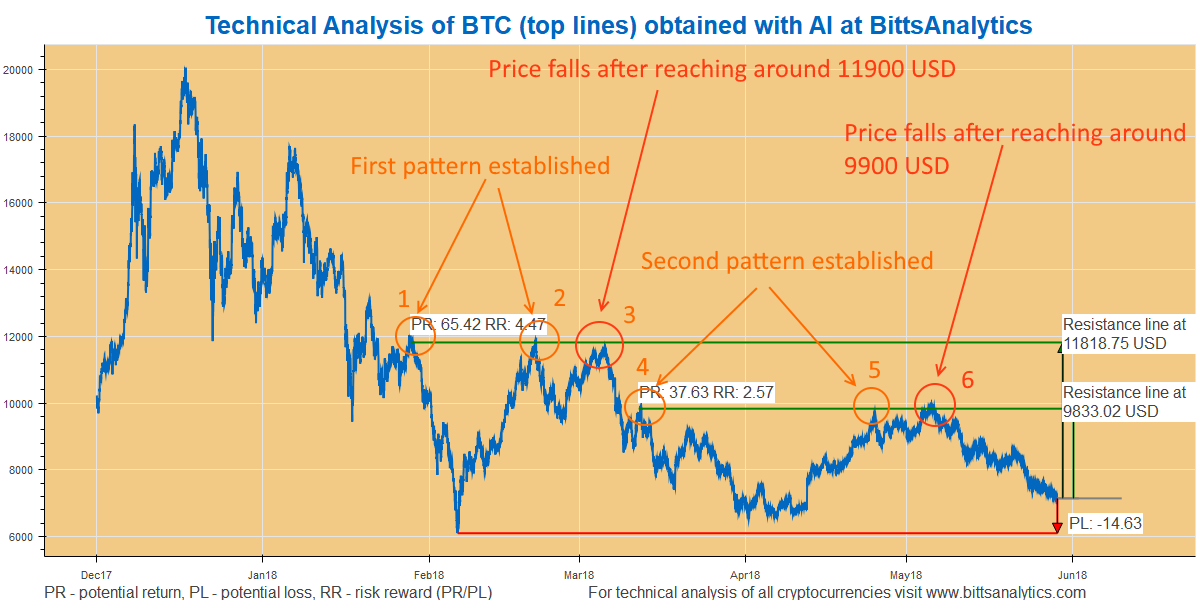 Technical Analysis of BTC (top lines) obtained with AI at BittsAnalytics
Price falls after reaching around 11900 USD
Price falls after reaching around
9900 USD
First pattern established
Second pattern established
1
2
3
4
5
6
PR: 65.42 RR: 4.47
PR: 37.63 RR: 2.57
Resistance line at
11818.75 USD
Resistance line at
9833.02 USD
PL: -14.63
20000
18000
16000
14000
12000
10000
8000
6000
Dec17
Jan18
Feb18
Mar18
Apr18
May18
Jun18
PR - potential return, PL - potential loss, RR - risk reward (PR/PL)
For technical analysis of all cryptocurrencies visit www.bittsanalytics.com